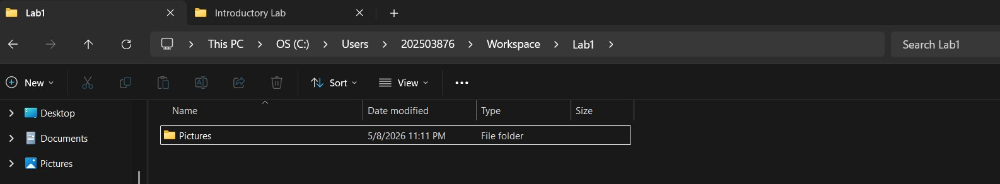 Lab1 Introductory Lab
This PC OS (C:) Users 202503876 Workspace Lab1 Search Lab1
New Sort View
Name Date modified Type Size
Desktop
Pictures 5/8/2026 11:11 PM File folder
Documents
Pictures